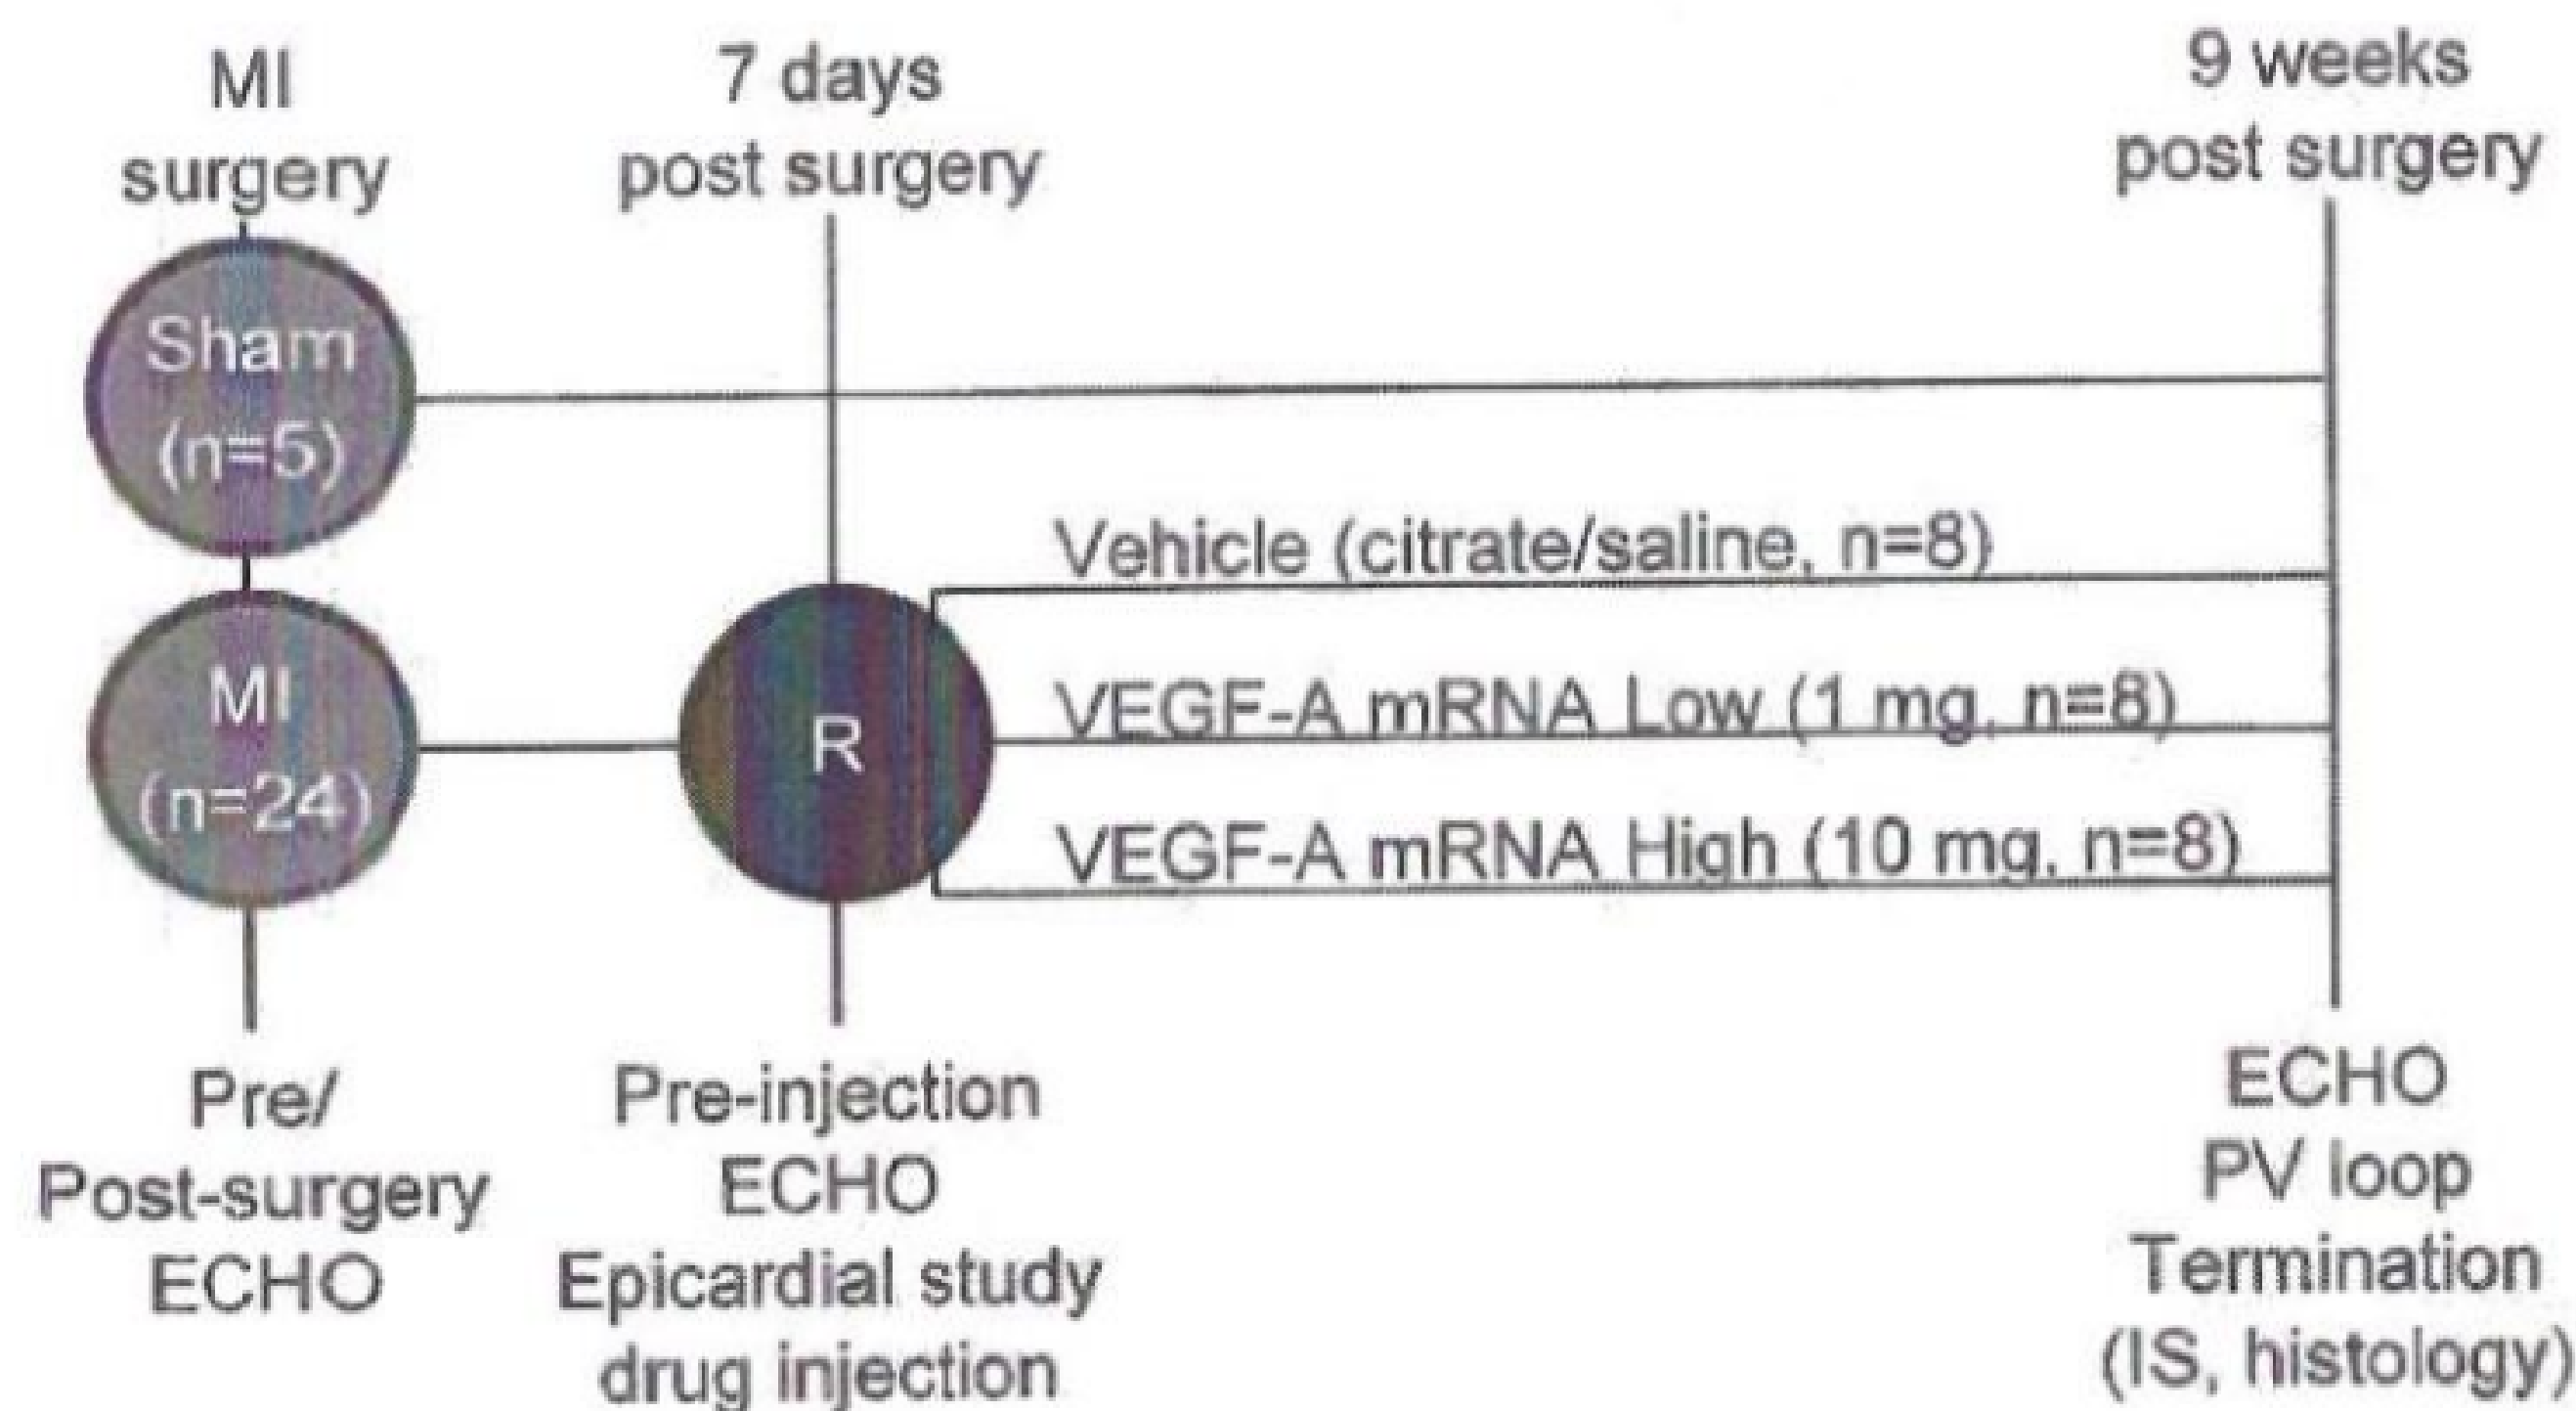 MI
surgery
7 days
post surgery
9 weeks
post surgery
Sham
(n=5)
MI
(n=24)
R
Vehicle (citrate/saline, n=8)
VEGF-A mRNA Low (1 mg, n=8)
VEGF-A mRNA High (10 mg, n=8)
Pre/
Post-surgery
ECHO
Pre-injection
ECHO
Epicardial study
drug injection
ECHO
PV loop
Termination
(IS, histology)